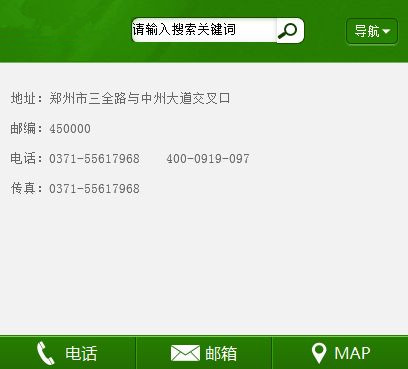 请输入搜索关键词 导航
地址：郑州市三全路与中州大道交叉口
邮编：450000
电话：0371-55617968 400-0919-097
传真：0371-55617968
电话 邮箱 MAP